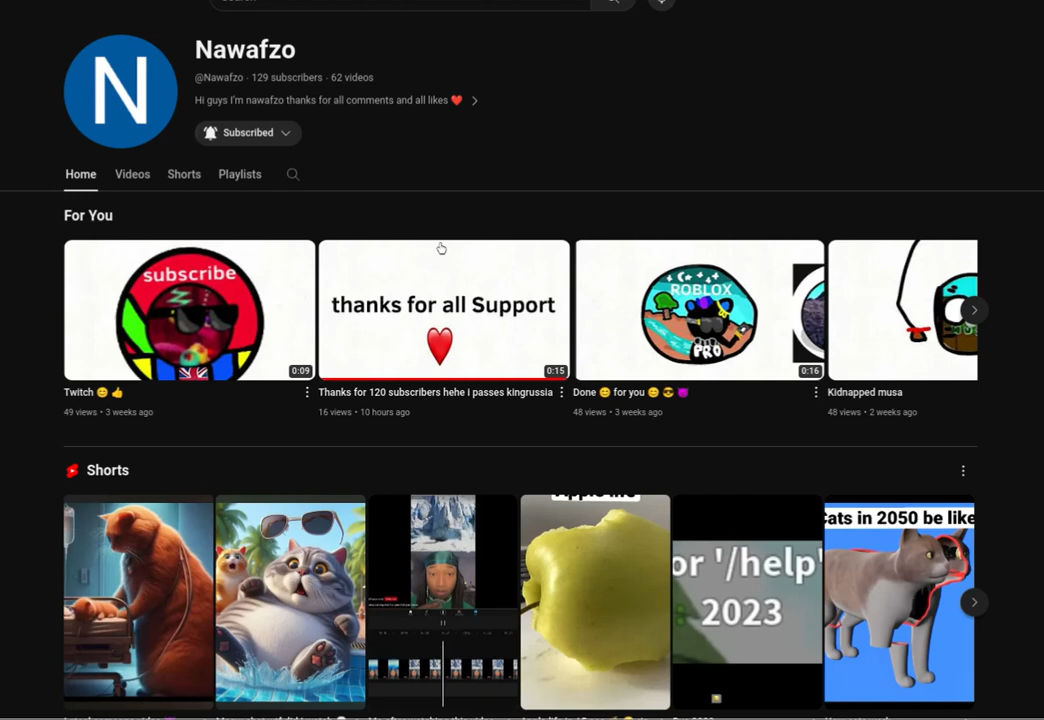 Nawafzo
@Nawafzo · 129 subscribers · 62 videos
Hi guys I'm nawafzo thanks for all comments and all likes ❤️
Subscribed
Home Videos Shorts Playlists
For You
subscribe
0:09
thanks for all Support
❤️
0:15
ROBLOX
PRO
0:16
Twitch 😊 👍
49 views • 3 weeks ago
Thanks for 120 subscribers hehe I passes kingrussia
16 views • 10 hours ago
Done 😊 for you 😊 😎 😈
48 views • 3 weeks ago
Kidnapped musa
48 views • 2 weeks ago
Shorts
or '/help'
2023
Cats in 2050 be like
N